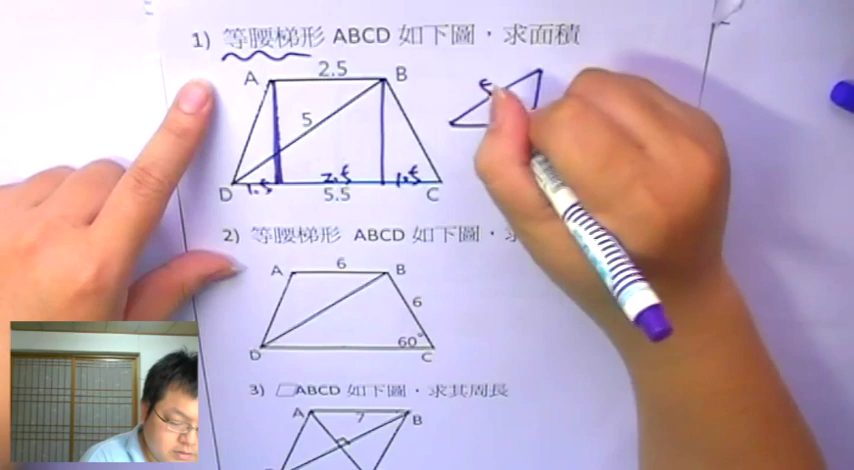 1) 等腰梯形 ABCD 如下圖，求面積
A 2.5 B
5
5
1.5 2.5 1.5
D 5.5 C
2) 等腰梯形 ABCD 如下圖，
A 6 B
6
60°
D C
3) ▱ABCD 如下圖，求其周長
A 7 B